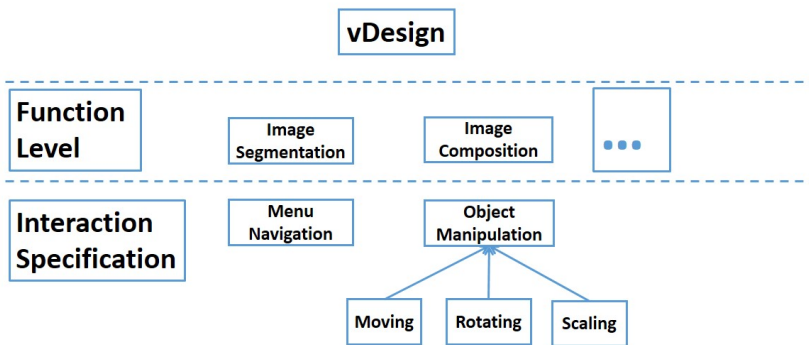 vDesign
Function
Level
Image
Segmentation
Image
Composition
...
Interaction
Specification
Menu
Navigation
Object
Manipulation
Moving
Rotating
Scaling